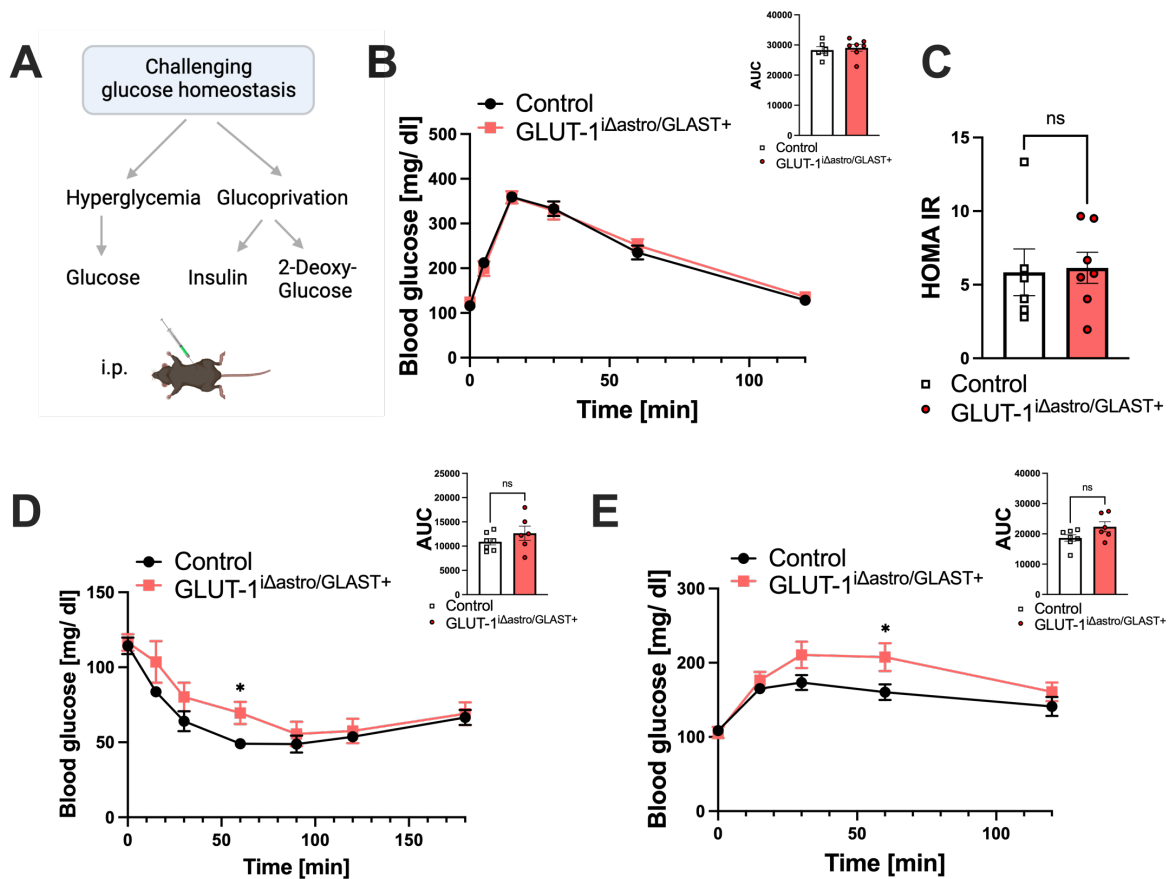 A
Challenging
glucose homeostasis
Hyperglycemia
Glucoprivation
Glucose
Insulin
2-Deoxy-
Glucose
i.p.
B
Control
GLUT-1iΔastro/GLAST+
Blood glucose [mg/ dl]
500
400
300
200
100
0
0
50
100
Time [min]
AUC
40000
30000
20000
10000
0
Control
GLUT-1iΔastro/GLAST+
C
ns
HOMA IR
15
10
5
0
Control
GLUT-1iΔastro/GLAST+
D
Control
GLUT-1iΔastro/GLAST+
Blood glucose [mg/ dl]
150
100
50
0
*
0
50
100
150
Time [min]
AUC
25000
20000
15000
10000
5000
0
ns
Control
GLUT-1iΔastro/GLAST+
E
Control
GLUT-1iΔastro/GLAST+
Blood glucose [mg/ dl]
300
200
100
0
*
0
50
100
Time [min]
AUC
40000
30000
20000
10000
0
ns
Control
GLUT-1iΔastro/GLAST+